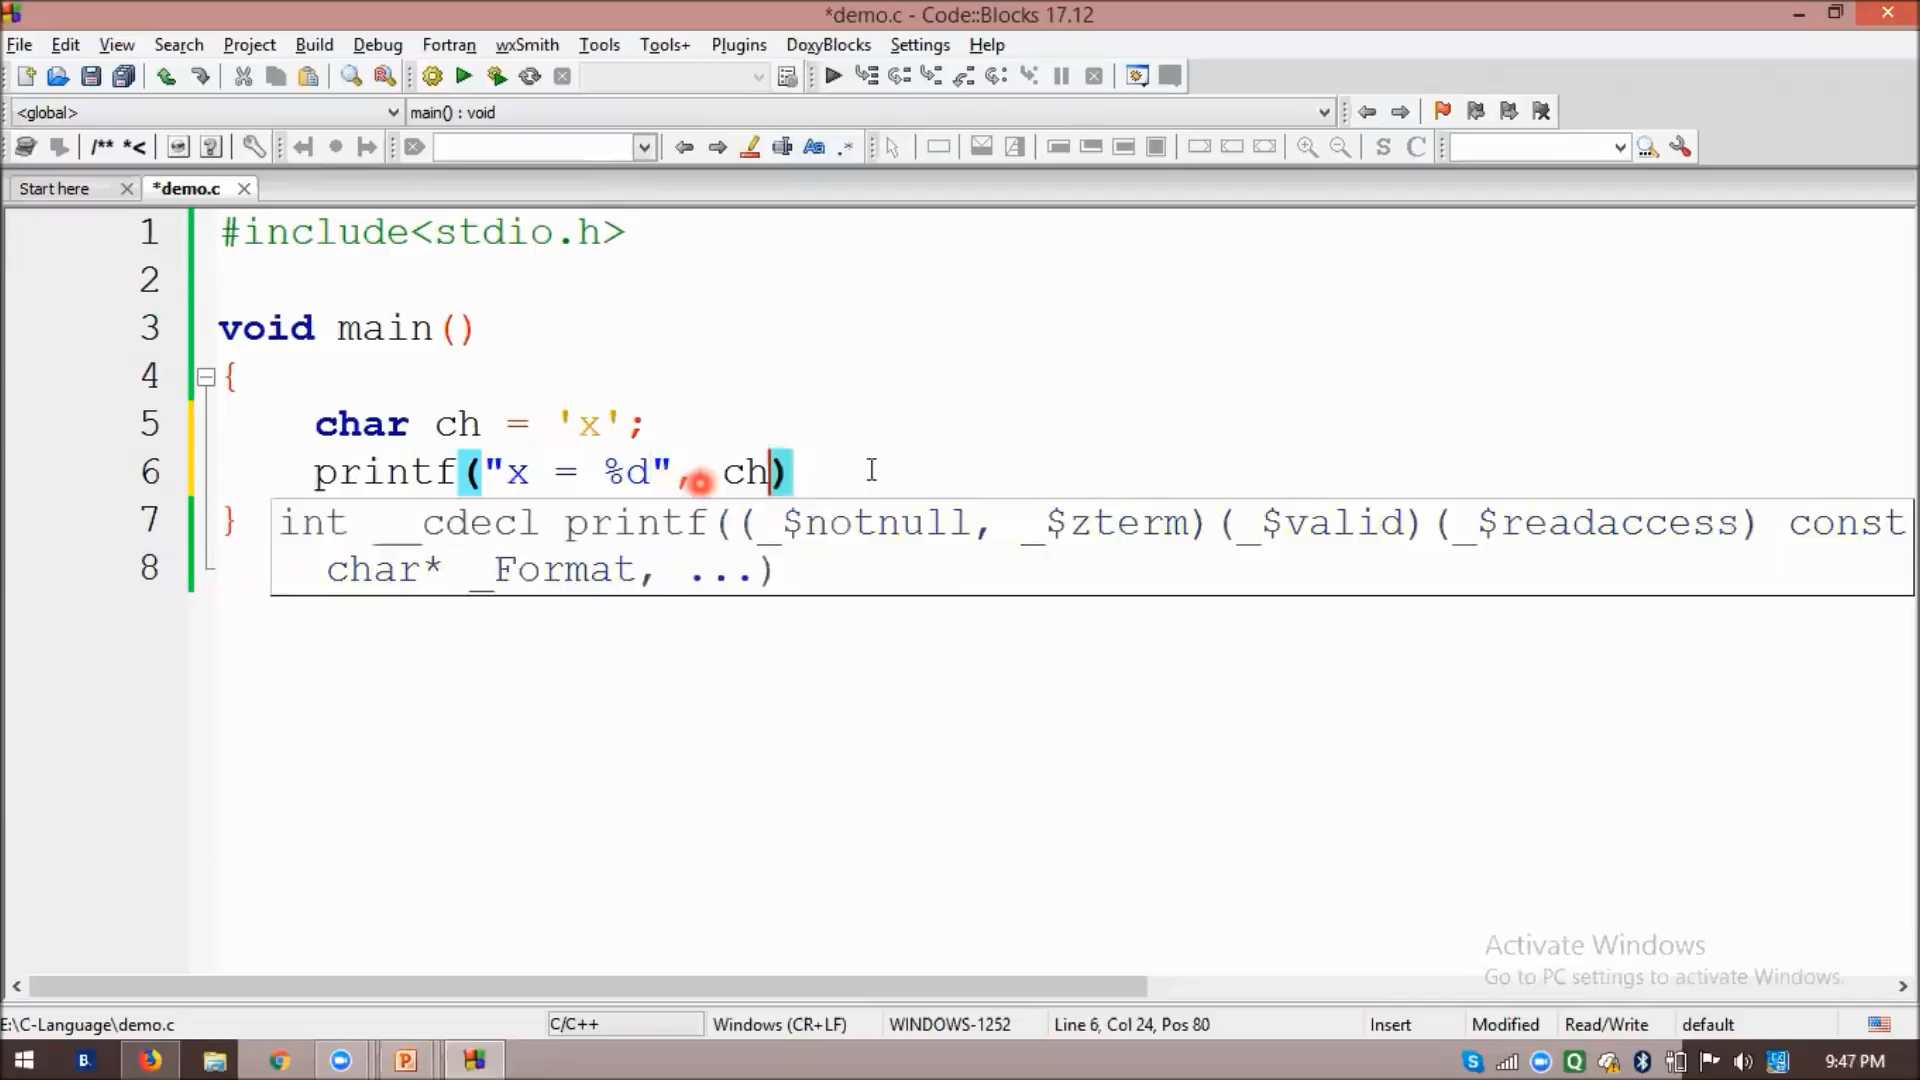 *demo.c - Code::Blocks 17.12
File Edit View Search Project Build Debug Fortran wxSmith Tools Tools+ Plugins DoxyBlocks Settings Help
<global> main() : void
/** *< Aa .* S C
Start here *demo.c
1 #include<stdio.h>
2
3 void main()
4 {
5 char ch = 'x';
6 printf("x = %d", ch)
7 } int __cdecl printf((_$notnull, _$zterm)(_$valid)(_$readaccess) const
8 char* _Format, ...)
Activate Windows
Go to PC settings to activate Windows.
E:\C-Language\demo.c C/C++ Windows (CR+LF) WINDOWS-1252 Line 6, Col 24, Pos 80 Insert Modified Read/Write default
B. 9:47 PM